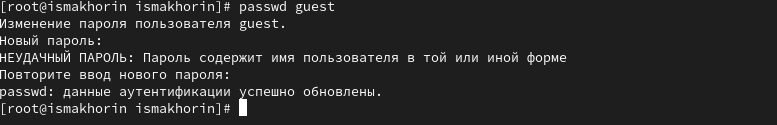 [root@ismakhorin ismakhorin]# passwd guest
Изменение пароля пользователя guest.
Новый пароль:
НЕУДАЧНЫЙ ПАРОЛЬ: Пароль содержит имя пользователя в той или иной форме
Повторите ввод нового пароля:
passwd: данные аутентификации успешно обновлены.
[root@ismakhorin ismakhorin]#